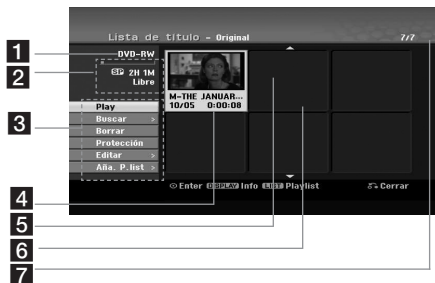 Lista de título - Original 7/7
1
DVD-RW
2
SP 2H 1M
Libre
M-THE JANUAR...
10/05 0:00:08
3
Play
Buscar >
Borrar
Protección
Editar >
Aña. P.list >
4
Enter DISPLAY Info LIST Playlist Cerrar
5
6
7